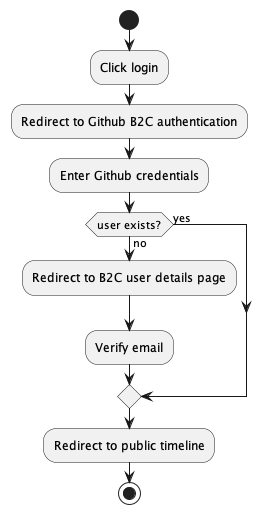 Click login
Redirect to Github B2C authentication
Enter Github credentials
user exists?
yes
no
Redirect to B2C user details page
Verify email
Redirect to public timeline